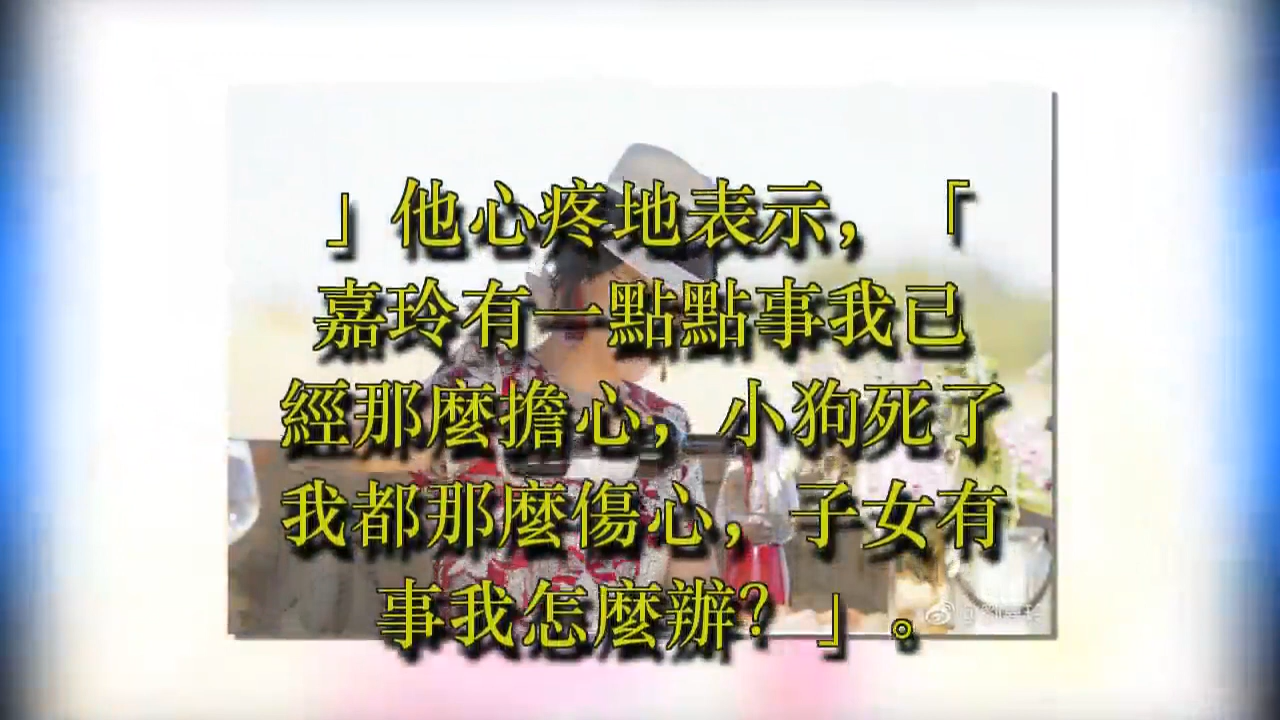 」他心疼地表示，「
嘉玲有一點點事我已
經那麼擔心，小狗死了
我都那麼傷心，子女有
事我怎麼辦？」。